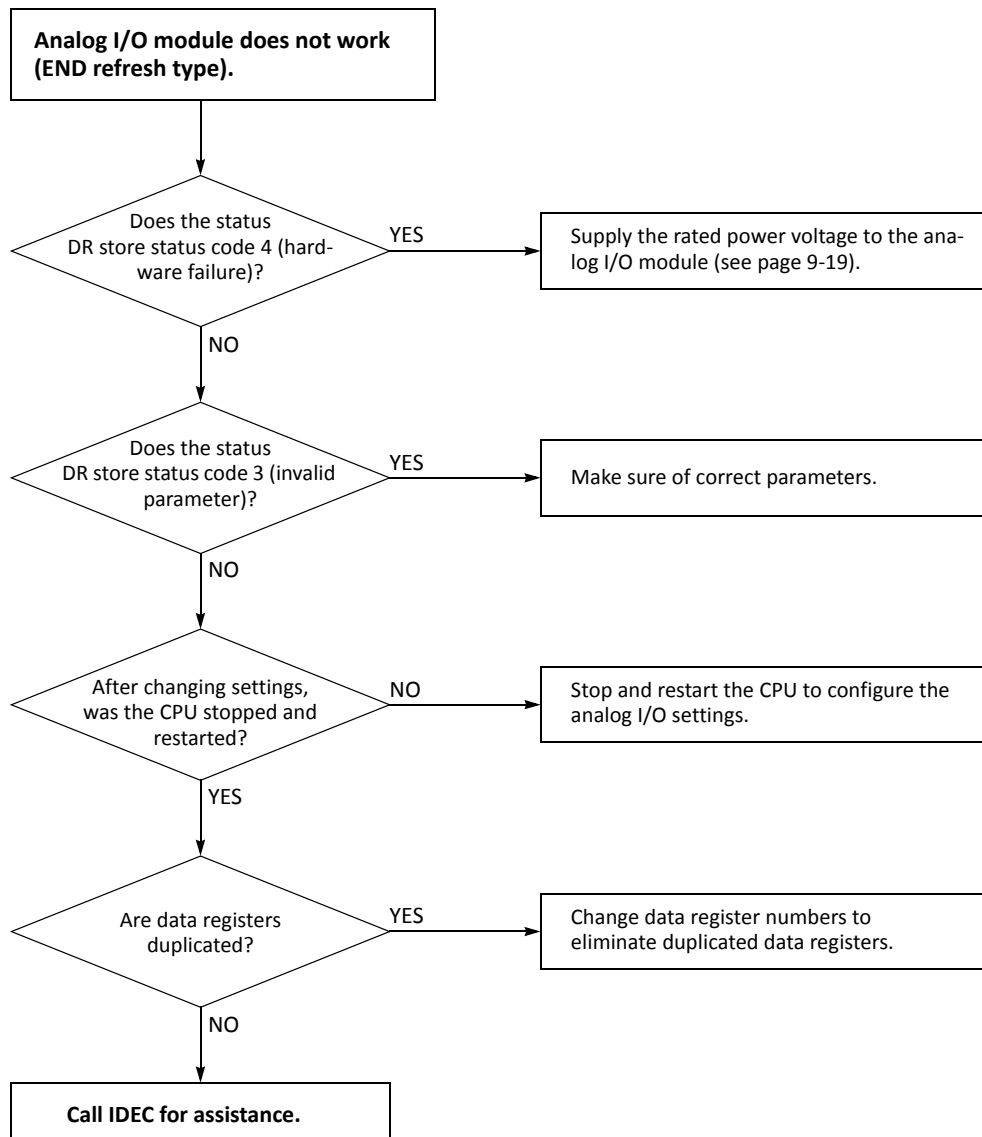 Analog I/O module does not work
(END refresh type).
Does the status
DR store status code 4 (hard-
ware failure)?
YES
Supply the rated power voltage to the ana-
log I/O module (see page 9-19).
NO
Does the status
DR store status code 3 (invalid
parameter)?
YES
Make sure of correct parameters.
NO
After changing settings,
was the CPU stopped and
restarted?
NO
Stop and restart the CPU to configure the
analog I/O settings.
YES
Are data registers
duplicated?
YES
Change data register numbers to
eliminate duplicated data registers.
NO
Call IDEC for assistance.